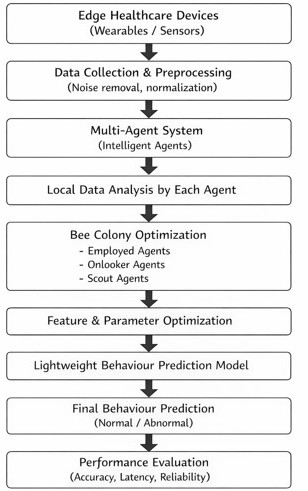 Edge Healthcare Devices
(Wearables / Sensors)
Data Collection & Preprocessing
(Noise removal, normalization)
Multi-Agent System
(Intelligent Agents)
Local Data Analysis by Each Agent
Bee Colony Optimization
- Employed Agents
- Onlooker Agents
- Scout Agents
Feature & Parameter Optimization
Lightweight Behaviour Prediction Model
Final Behaviour Prediction
(Normal / Abnormal)
Performance Evaluation
(Accuracy, Latency, Reliability)